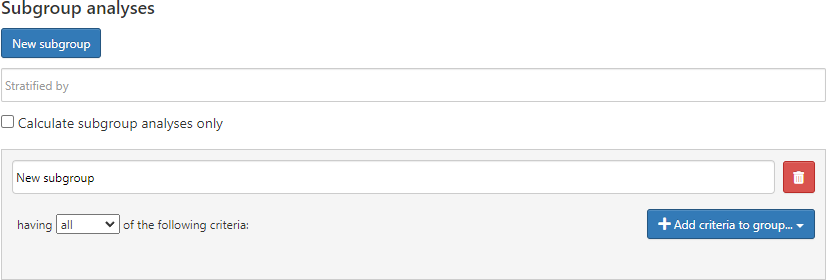 Subgroup analyses
New subgroup
Stratified by
Calculate subgroup analyses only
New subgroup
having all of the following criteria:
Add criteria to group...